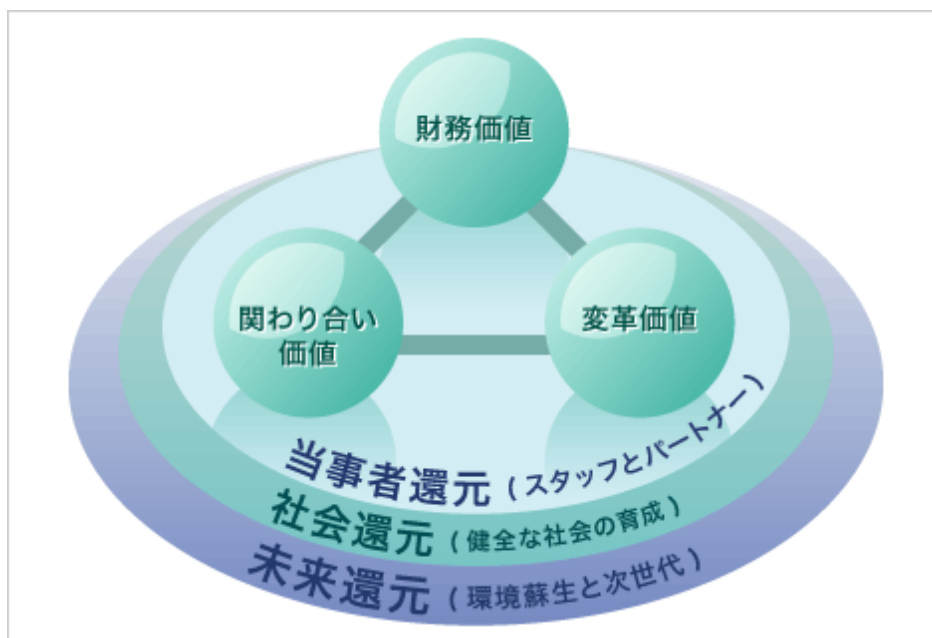 財務価値
関わり合い
価値
変革価値
当事者還元 (スタッフとパートナー)
社会還元 (健全な社会の育成)
未来還元 (環境蘇生と次世代)